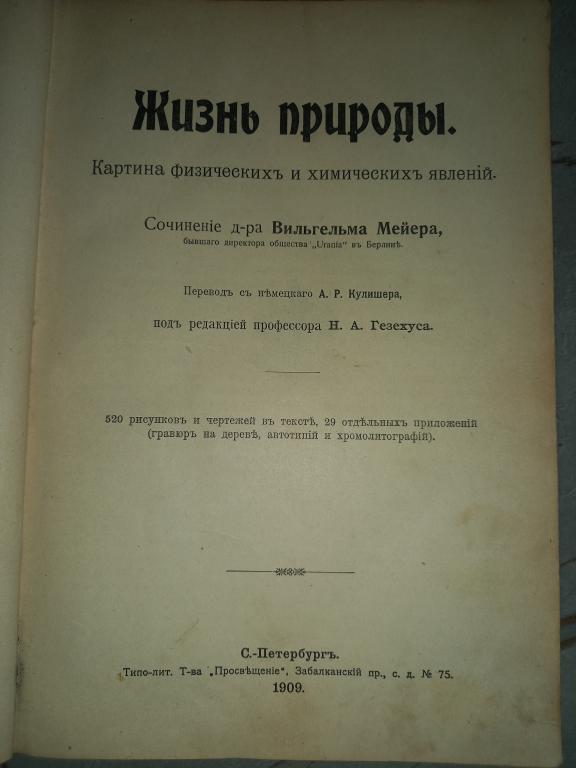 Жизнь природы.
Картина физическихъ и химическихъ явленій.
Сочиненіе д-ра Вильгельма Мейера,
бывшаго директора общества „Urania“ въ Берлинѣ.
Переводъ съ нѣмецкаго А. Р. Кулишера,
подъ редакціей профессора Н. А. Гезехуса.
520 рисунковъ и чертежей въ текстѣ, 29 отдѣльныхъ приложеній
(гравюръ на деревѣ, автотипій и хромолитографій).
С.-Петербургъ.
Типо-лит. Т-ва „Просвѣщеніе“, Забалканскій пр., с. д. № 75.
1909.